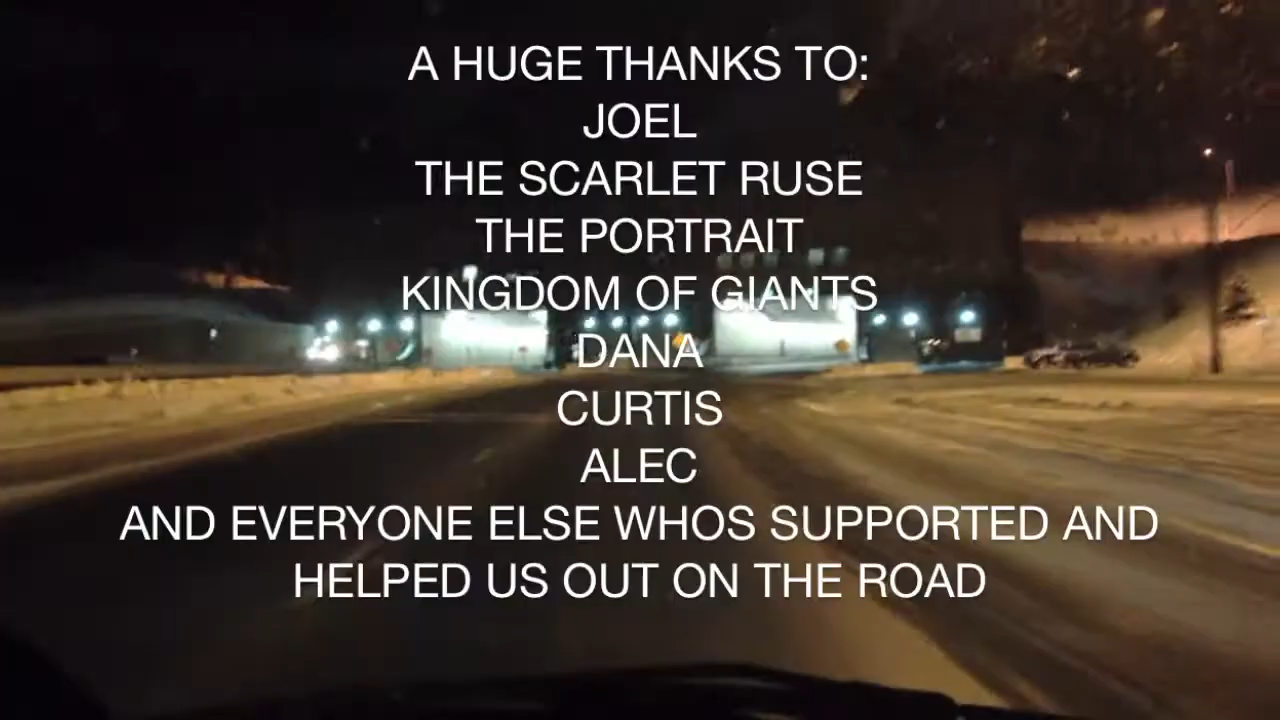 A HUGE THANKS TO:
JOEL
THE SCARLET RUSE
THE PORTRAIT
KINGDOM OF GIANTS
DANA
CURTIS
ALEC
AND EVERYONE ELSE WHOS SUPPORTED AND
HELPED US OUT ON THE ROAD